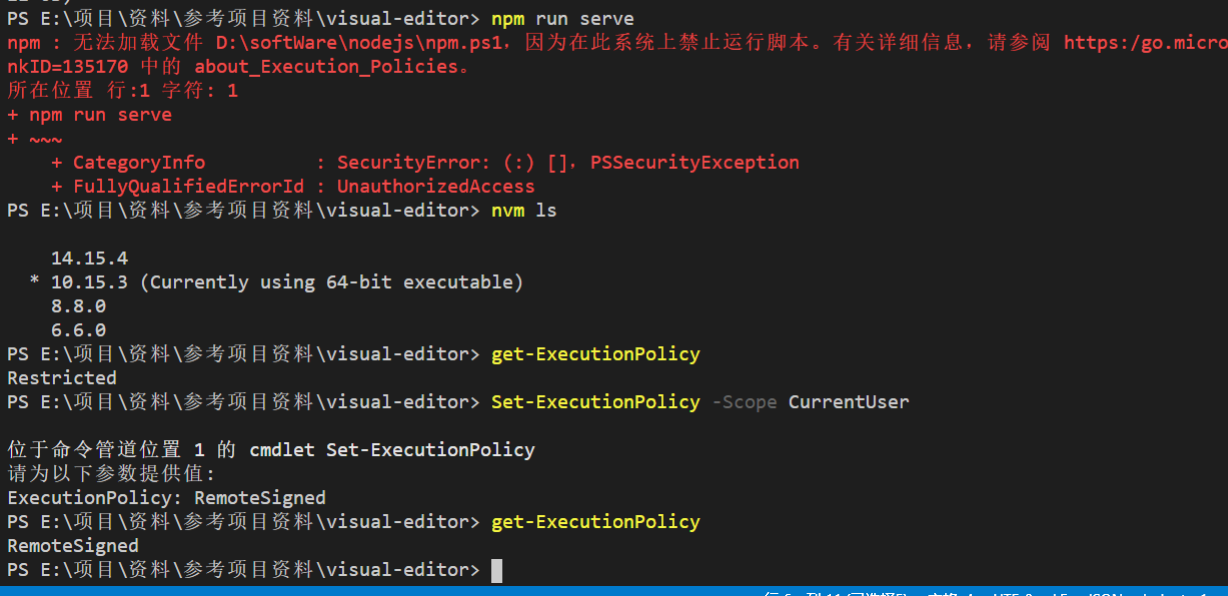 PS E:\项目\资料\参考项目资料\visual-editor> npm run serve
npm : 无法加载文件 D:\softWare\nodejs\npm.ps1，因为在此系统上禁止运行脚本。有关详细信息，请参阅 https:/go.micro
nkID=135170 中的 about_Execution_Policies。
所在位置 行:1 字符: 1
+ npm run serve
+ ~~~
+ CategoryInfo : SecurityError: (:) []，PSSecurityException
+ FullyQualifiedErrorId : UnauthorizedAccess
PS E:\项目\资料\参考项目资料\visual-editor> nvm ls
14.15.4
* 10.15.3 (Currently using 64-bit executable)
8.8.0
6.6.0
PS E:\项目\资料\参考项目资料\visual-editor> get-ExecutionPolicy
Restricted
PS E:\项目\资料\参考项目资料\visual-editor> Set-ExecutionPolicy -Scope CurrentUser
位于命令管道位置 1 的 cmdlet Set-ExecutionPolicy
请为以下参数提供值:
ExecutionPolicy: RemoteSigned
PS E:\项目\资料\参考项目资料\visual-editor> get-ExecutionPolicy
RemoteSigned
PS E:\项目\资料\参考项目资料\visual-editor>